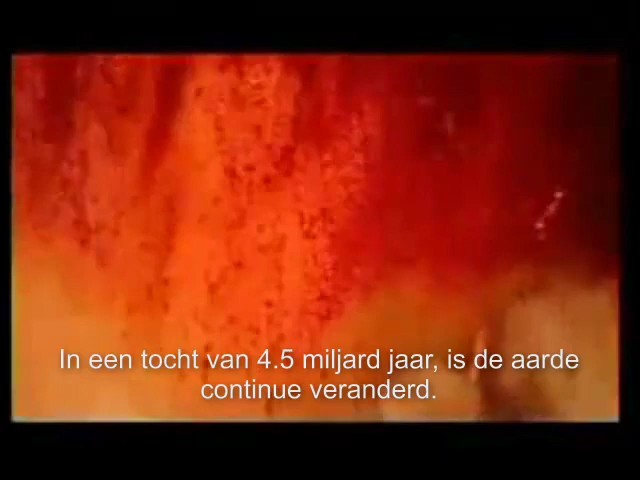 In een tocht van 4.5 miljard jaar, is de aarde
continue veranderd.